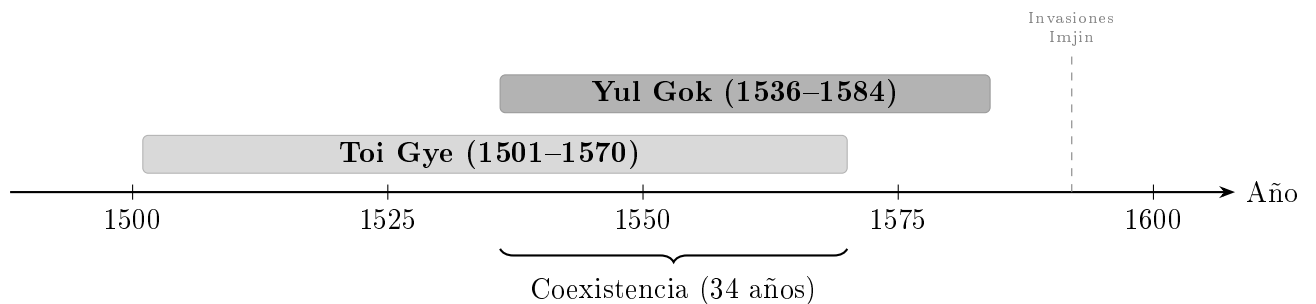 Invasiones
Imjin
Yul Gok (1536–1584)
Toi Gye (1501–1570)
Año
1500 1525 1550 1575 1600
Coexistencia (34 años)